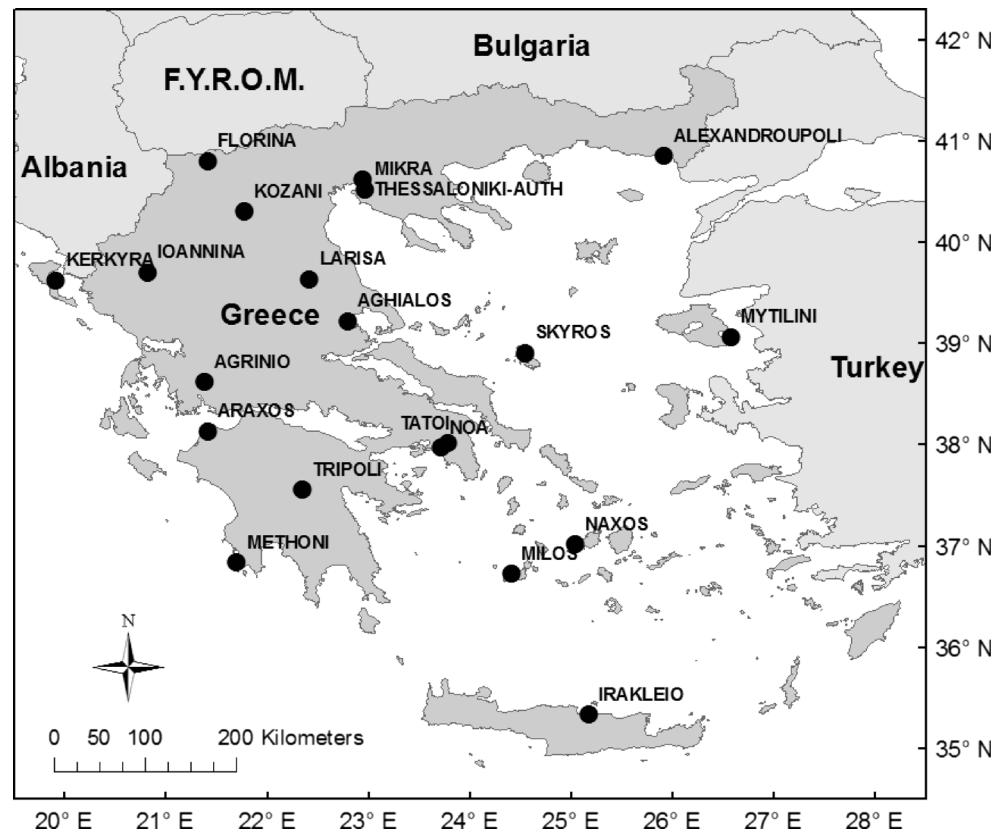 Bulgaria
42° N
F.Y.R.O.M.
FLORINA
ALEXANDROUPOLI
41° N
Albania
MIKRA
THESSALONIKI-AUTH
KOZANI
40° N
KERKYRA
IOANNINA
LARISA
AGHIALOS
Greece
MYTILINI
SKYROS
39° N
Turkey
AGRINIO
ARAXOS
TATOI
NOA
38° N
TRIPOLI
NAXOS
METHONI
MILOS
37° N
N
36° N
IRAKLEIO
0 50 100 200 Kilometers
35° N
20° E 21° E 22° E 23° E 24° E 25° E 26° E 27° E 28° E